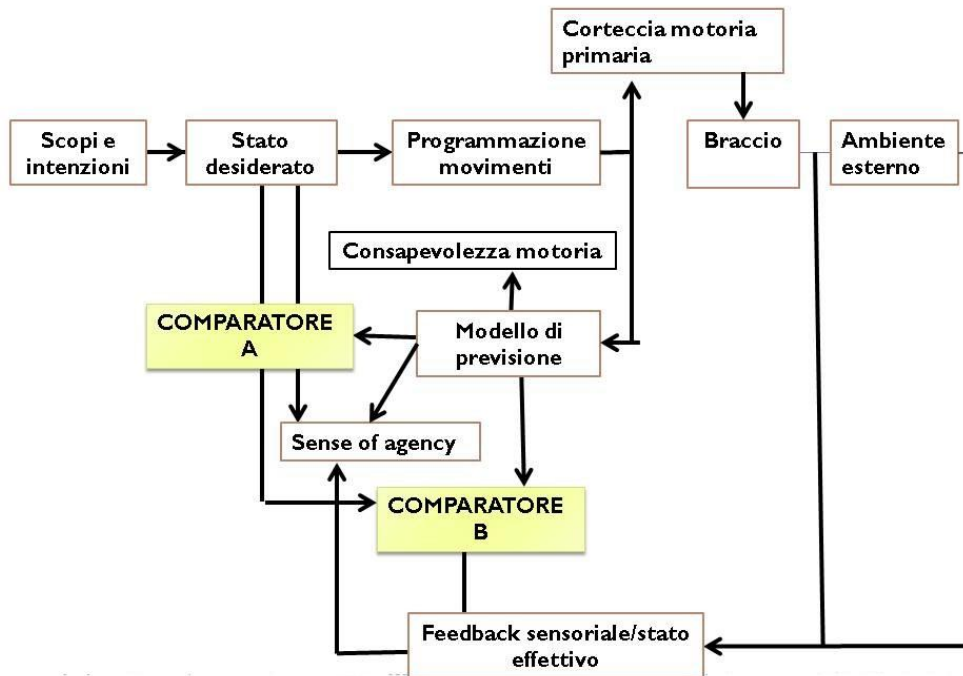 Corteccia motoria
primaria
Scopi e
intenzioni
Stato
desiderato
Programmazione
movimenti
Braccio
Ambiente
esterno
Consapevolezza motoria
COMPARATORE
A
Modello di
previsione
Sense of agency
COMPARATORE
B
Feedback sensoriale/stato
effettivo